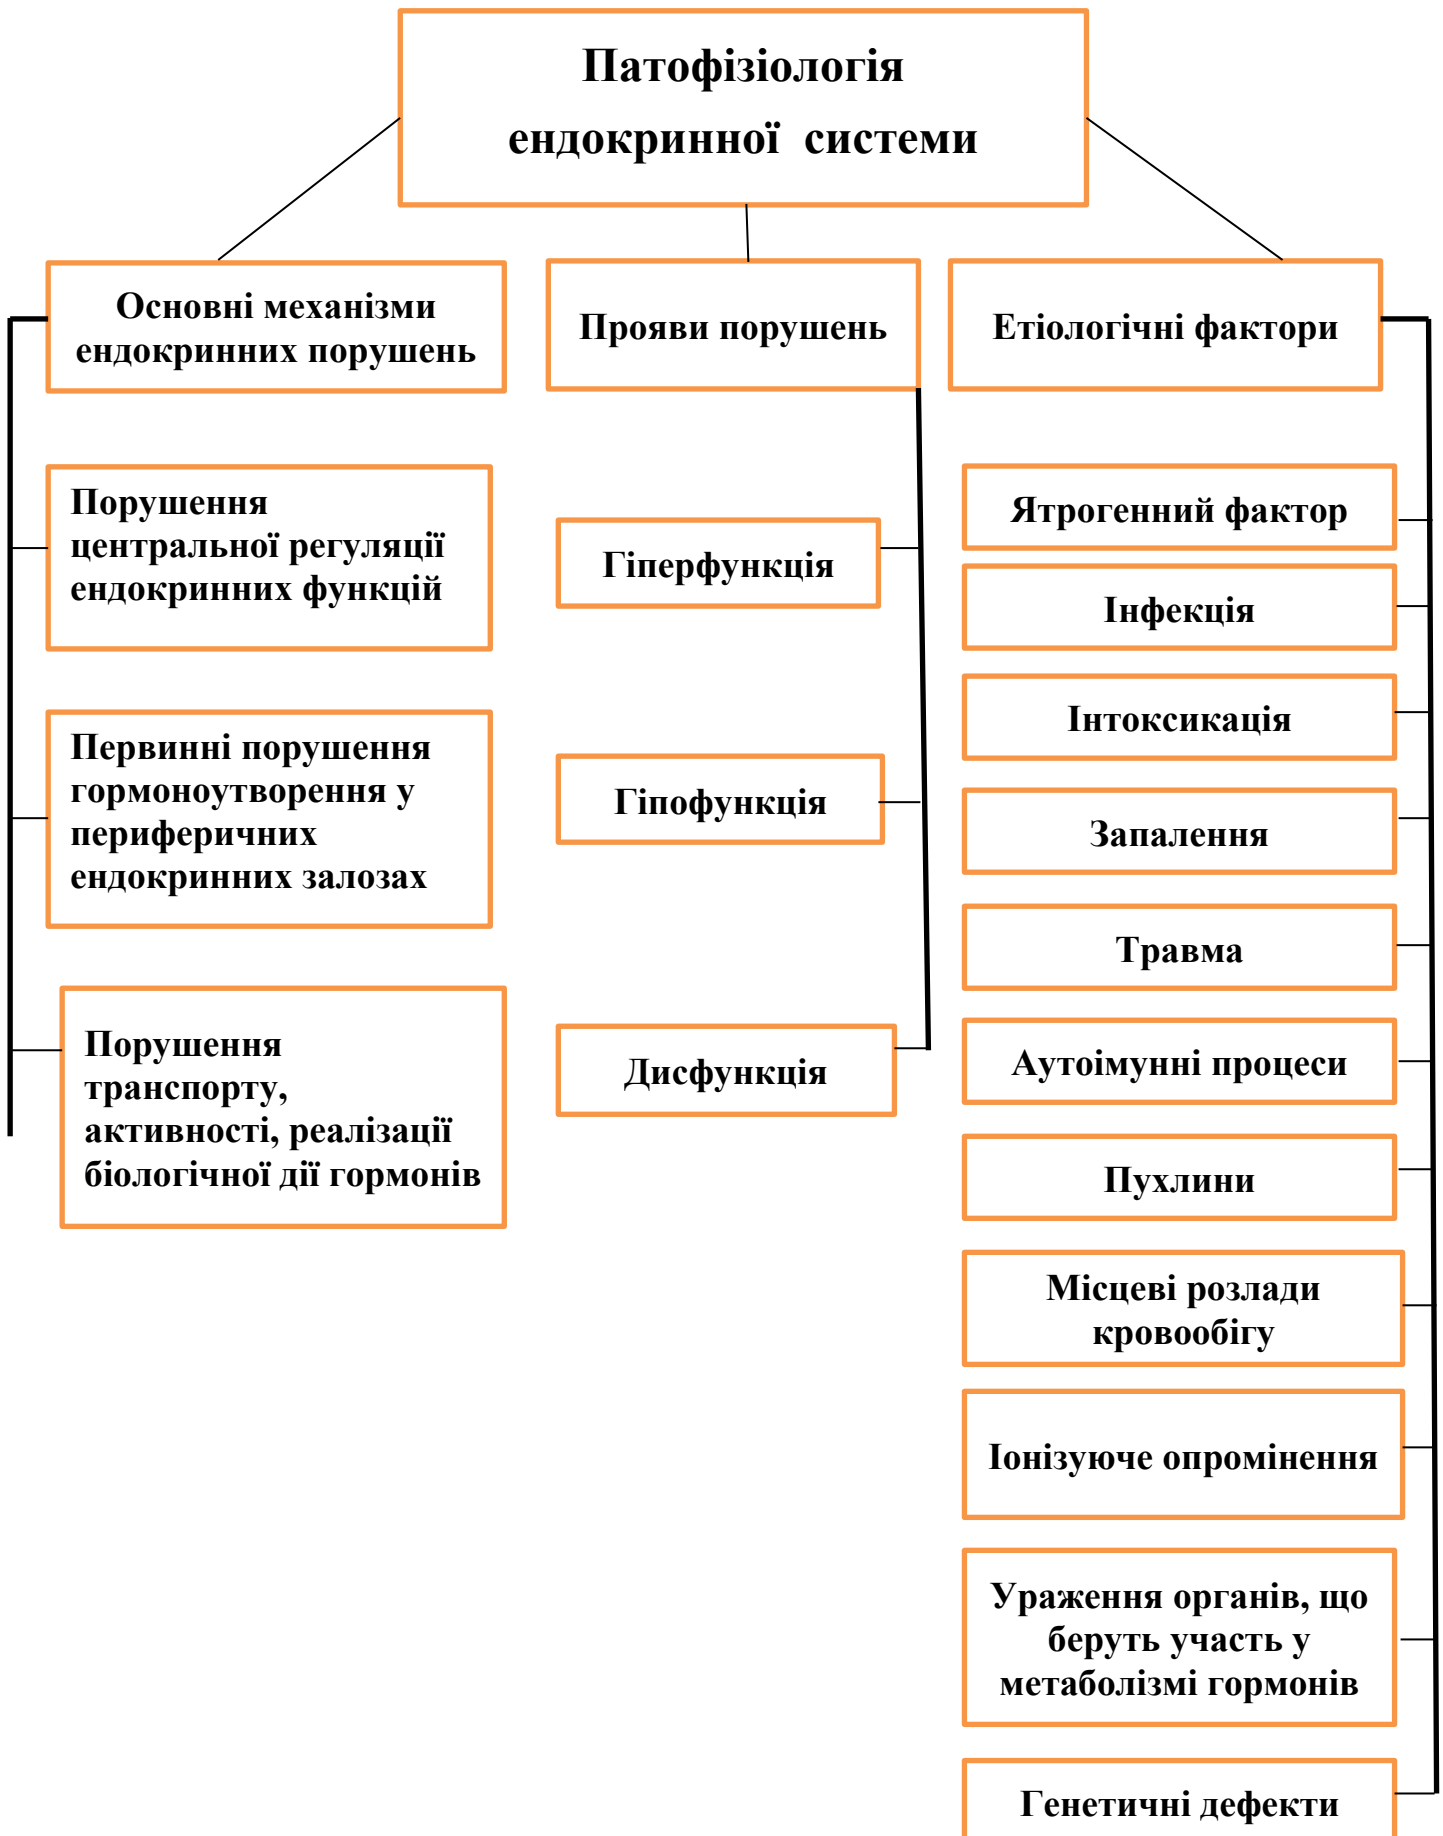 Патофізіологія
ендокринної системи
Основні механізми
ендокринних порушень
Прояви порушень
Етіологічні фактори
Порушення
центральної регуляції
ендокринних функцій
Первинні порушення
гормоноутворення у
периферичних
ендокринних залозах
Порушення
транспорту,
активності, реалізації
біологічної дії гормонів
Гіперфункція
Гіпофункція
Дисфункція
Ятрогенний фактор
Інфекція
Інтоксикація
Запалення
Травма
Аутоімунні процеси
Пухлини
Місцеві розлади
кровообігу
Іонізуюче опромінення
Ураження органів, що
беруть участь у
метаболізмі гормонів
Генетичні дефекти